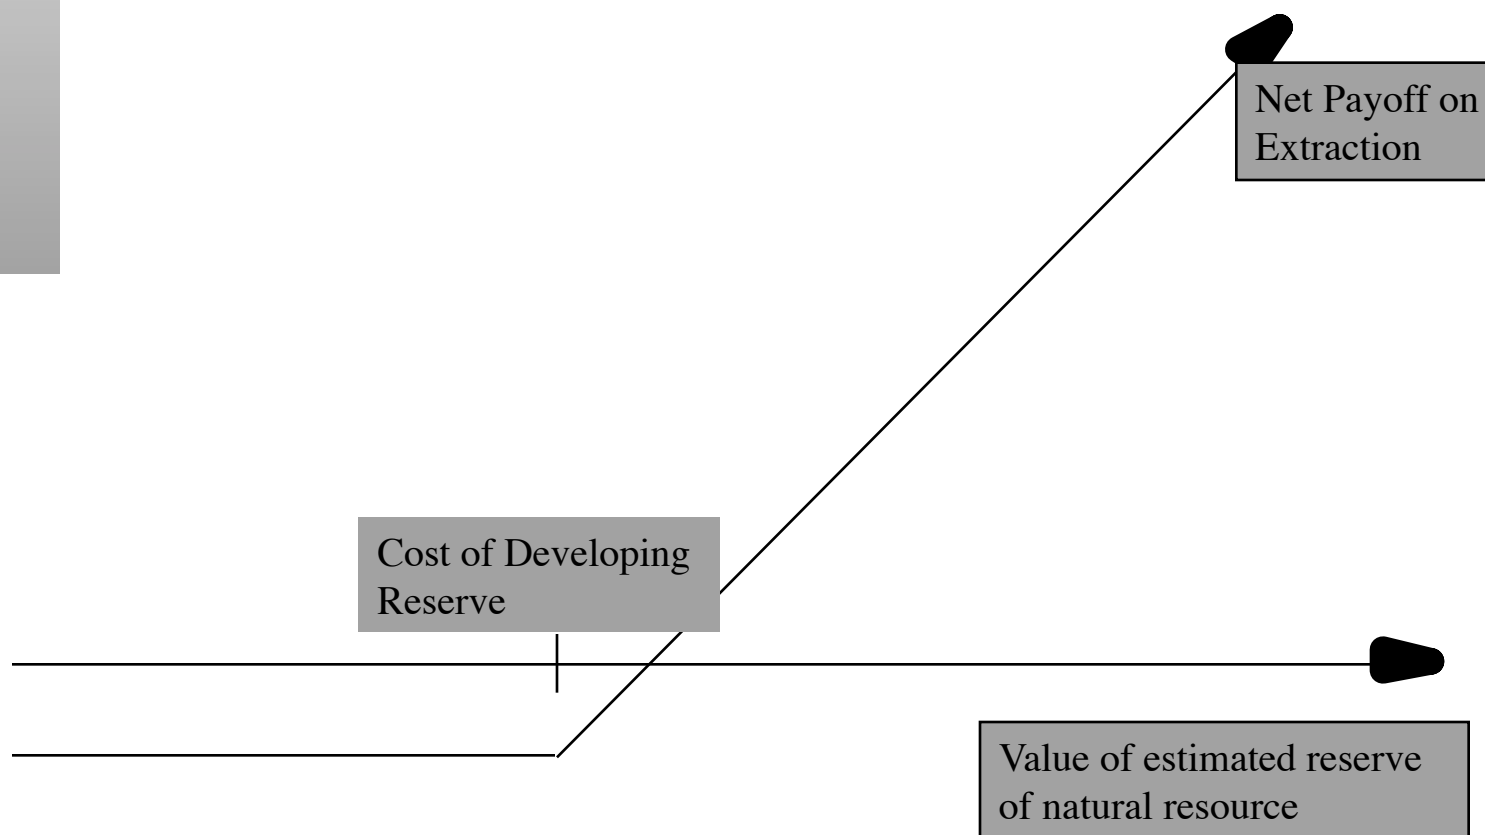 Net Payoff on
Extraction
Cost of Developing
Reserve
Value of estimated reserve
of natural resource